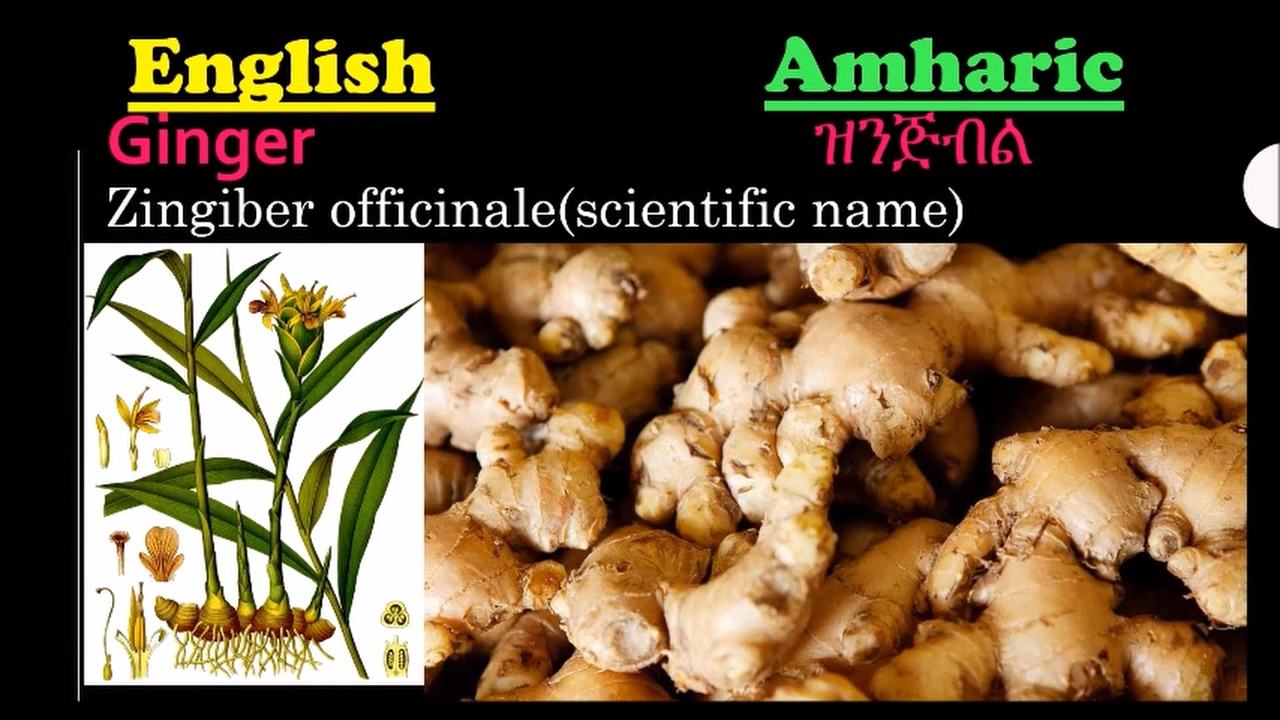 English Amharic
Ginger ዝንጅብል
Zingiber officinale(scientific name)